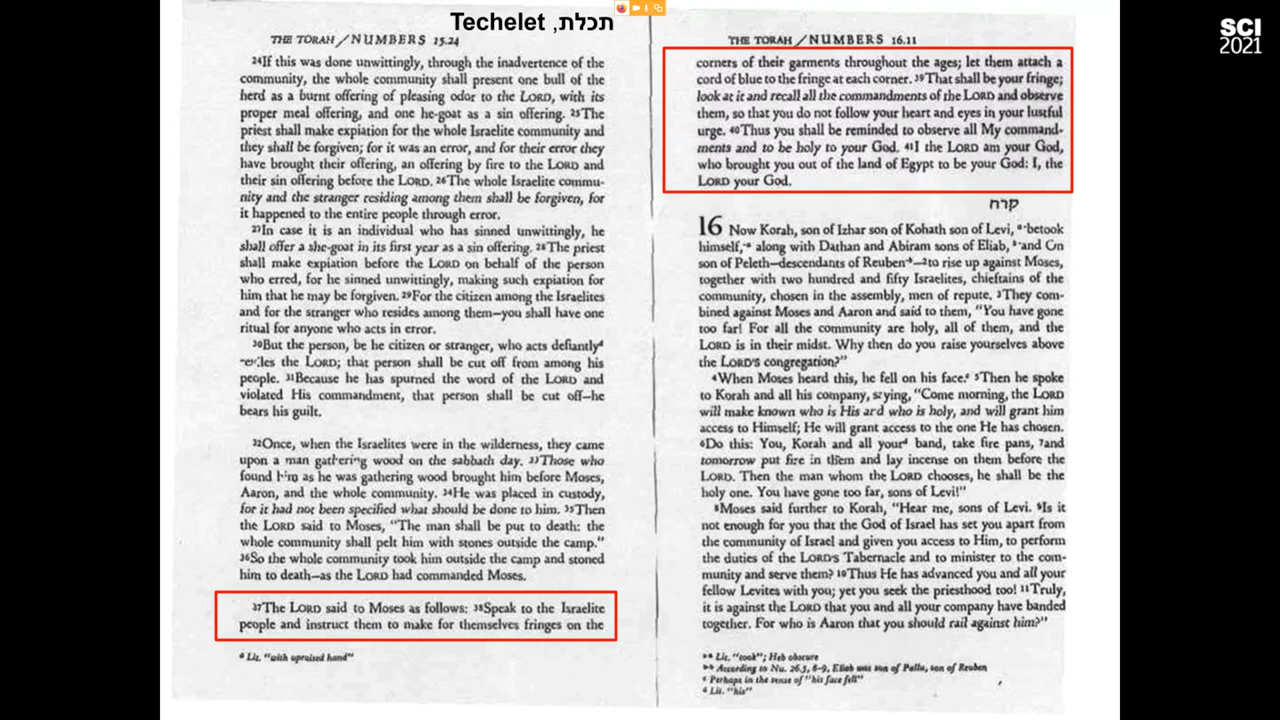 תכלת, Techelet
SCI
2021
THE TORAH/NUMBERS 15.24
24If this was done unwittingly, through the inadvertence of the
community, the whole community shall present one bull of the
herd as a burnt offering of pleasing odor to the LORD, with its
proper meal offering, and one he-goat as a sin offering. 25The
priest shall make expiation for the whole Israelite community and
they shall be forgiven; for it was an error, and for their error they
have brought their offering, an offering by fire to the LORD and
their sin offering before the LORD. 26The whole Israelite commu-
nity and the stranger residing among them shall be forgiven, for
it happened to the entire people through error.
27In case it is an individual who has sinned unwittingly, he
shall offer a she-goat in its first year as a sin offering. 28The priest
shall make expiation before the LORD on behalf of the person
who erred, for he sinned unwittingly, making such expiation for
him that he may be forgiven. 29For the citizen among the Israelites
and for the stranger who resides among them—you shall have one
ritual for anyone who acts in error.
30But the person, be he citizen or stranger, who acts defiantly d
the LORD; that person shall be cut off from among his
people. 31Because he has spurned the word of the LORD and
violated His commandment, that person shall be cut off—he
bears his guilt.
32Once, when the Israelites were in the wilderness, they came
upon a man gathering wood on the sabbath day. 33Those who
found him as he was gathering wood brought him before Moses,
Aaron, and the whole community. 34He was placed in custody,
for it had not been specified what should be done to him. 35Then
the LORD said to Moses, "The man shall be put to death: the
whole community shall pelt him with stones outside the camp."
36So the whole community took him outside the camp and stoned
him to death—as the LORD had commanded Moses.
37The LORD said to Moses as follows: 38Speak to the Israelite
people and instruct them to make for themselves fringes on the
d Lit. "with upraised hand"
THE TORAH/NUMBERS 16.11
corners of their garments throughout the ages; let them attach a
cord of blue to the fringe at each corner. 39That shall be your fringe;
look at it and recall all the commandments of the LORD and observe
them, so that you do not follow your heart and eyes in your lustful
urge. 40Thus you shall be reminded to observe all My command-
ments and to be holy to your God. 41I the LORD am your God,
who brought you out of the land of Egypt to be your God: I, the
LORD your God.
קרח
16 Now Korah, son of Izhar son of Kohath son of Levi, a-betook
himself,-a along with Dathan and Abiram sons of Eliab, b-and On
son of Peleth—descendants of Reuben-b—2to rise up against Moses,
together with two hundred and fifty Israelites, chieftains of the
community, chosen in the assembly, men of repute. 3They com-
bined against Moses and Aaron and said to them, "You have gone
too far! For all the community are holy, all of them, and the
LORD is in their midst. Why then do you raise yourselves above
the LORD'S congregation?"
4When Moses heard this, he fell on his face.c 5Then he spoke
to Korah and all his company, saying, "Come morning, the LORD
will make known who is His and who is holy, and will grant him
access to Himself; He will grant access to the one He has chosen.
6Do this: You, Korah and all your d band, take fire pans, 7and
tomorrow put fire in them and lay incense on them before the
LORD. Then the man whom the LORD chooses, he shall be the
holy one. You have gone too far, sons of Levi!"
8Moses said further to Korah, "Hear me, sons of Levi. 9Is it
not enough for you that the God of Israel has set you apart from
the community of Israel and given you access to Him, to perform
the duties of the LORD'S Tabernacle and to minister to the com-
munity and serve them? 10Thus He has advanced you and all your
fellow Levites with you; yet you seek the priesthood too! 11Truly,
it is against the LORD that you and all your company have banded
together. For who is Aaron that you should rail against him?"
a-a Lit. "took"; Heb obscure
b-b According to Nu. 26.5, 8-9, Eliab was son of Pallu, son of Reuben
c Perhaps in the sense of "his face fell"
d Lit. "his"